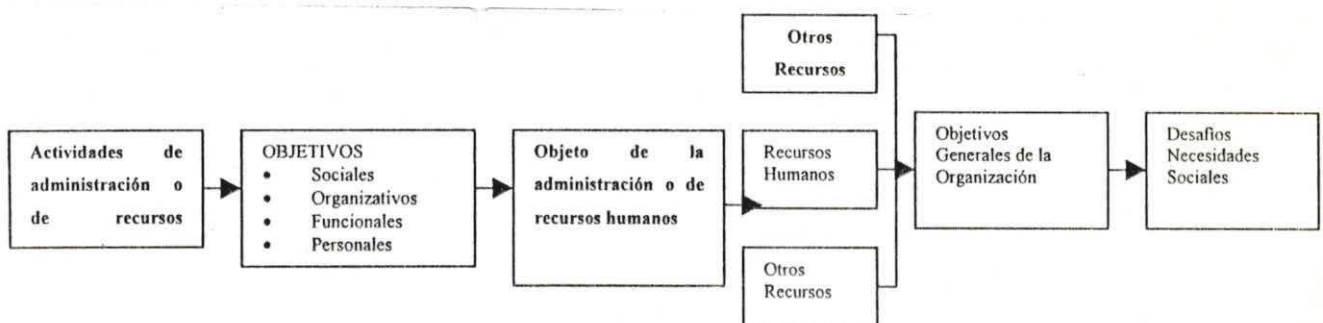 Actividades de
administración o
de recursos
OBJETIVOS
• Sociales
• Organizativos
• Funcionales
• Personales
Objeto de la
administración o de
recursos humanos
Otros
Recursos
Recursos
Humanos
Otros
Recursos
Objetivos
Generales de la
Organización
Desafios
Necesidades
Sociales